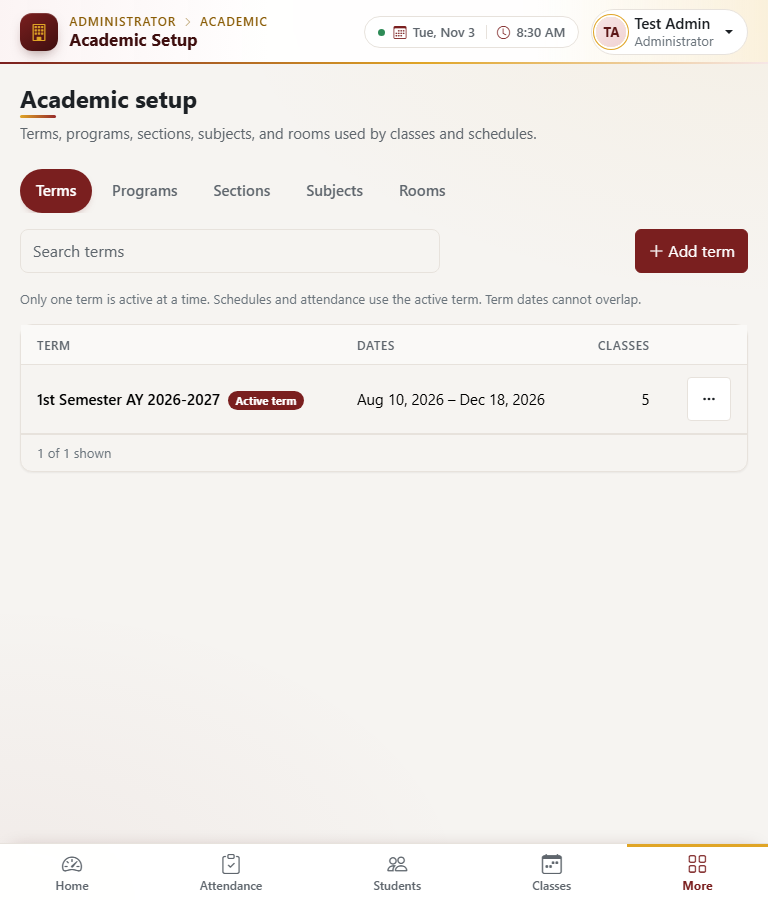 ADMINISTRATOR > ACADEMIC
Academic Setup
Tue, Nov 3
8:30 AM
TA
Test Admin
Administrator
Academic setup
Terms, programs, sections, subjects, and rooms used by classes and schedules.
Terms Programs Sections Subjects Rooms
Search terms
+ Add term
Only one term is active at a time. Schedules and attendance use the active term. Term dates cannot overlap.
TERM DATES CLASSES
1st Semester AY 2026-2027 Active term Aug 10, 2026 – Dec 18, 2026 5 ...
1 of 1 shown
Home Attendance Students Classes More